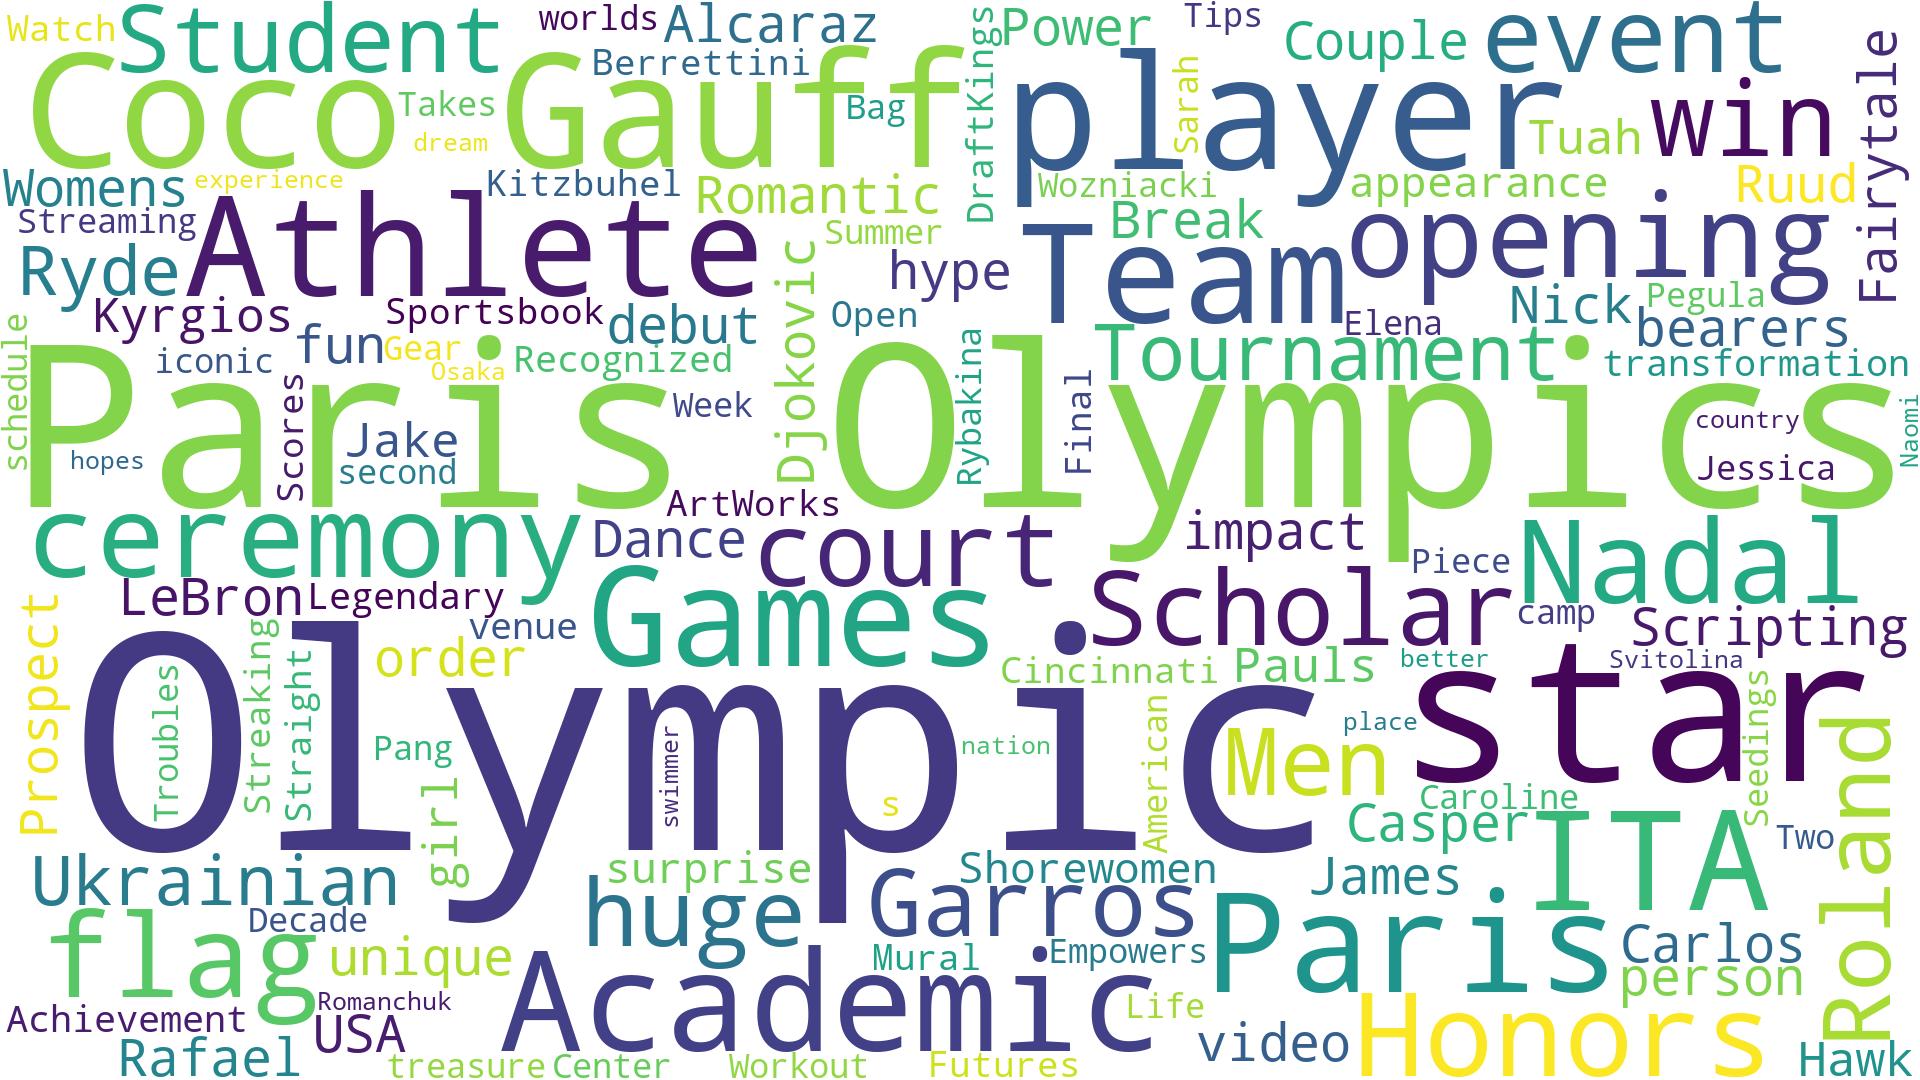 Watch
Student
worlds
Alcaraz
DraftKings
Power
Tips
Couple
event
Fairytale
Coco Gauff
Berrettini
Takes
Bag
dream
player
Sarah
Tuah
win
Womens
experience
Kitzbuhel
Romantic
Wozniacki
appearance
Ruud
Streaming
Athlete
Summer
Break
opening
Ryde
hype
Team
Kyrgios
Sportsbook
debut
Djokovic
Open
Elena
Nick
Pegula
bearers
schedule
iconic
fun
Gear
Osaka
Recognized
Rybakina
Tournament
transformation
Paris Olympics
Scores
Week
Final
country
Naomi
hopes
Jake
second
Jessica
ArtWorks
ceremony
Dance
court
impact
Piece
Nadal
LeBron
Legendary
venue
Games
Scholar
camp
Scripting
Prospect
Streaking
Straight
order
Cincinnati
Pauls
better
Svitolina
Olympic
star
Troubles
Pang
swimmer
nation
American
Men
place
Seedings
Roland
girl
s
Caroline
Casper
ITA
Two
Ukrainian
surprise
Shorewomen
James
flag
Decade
huge
Garros
Paris
Carlos
unique
Mural
Empowers
person
Achievement
Romanchuk
USA
Academic
Life
video
Honors
Rafael
treasure
Center
Workout
Futures
Hawk